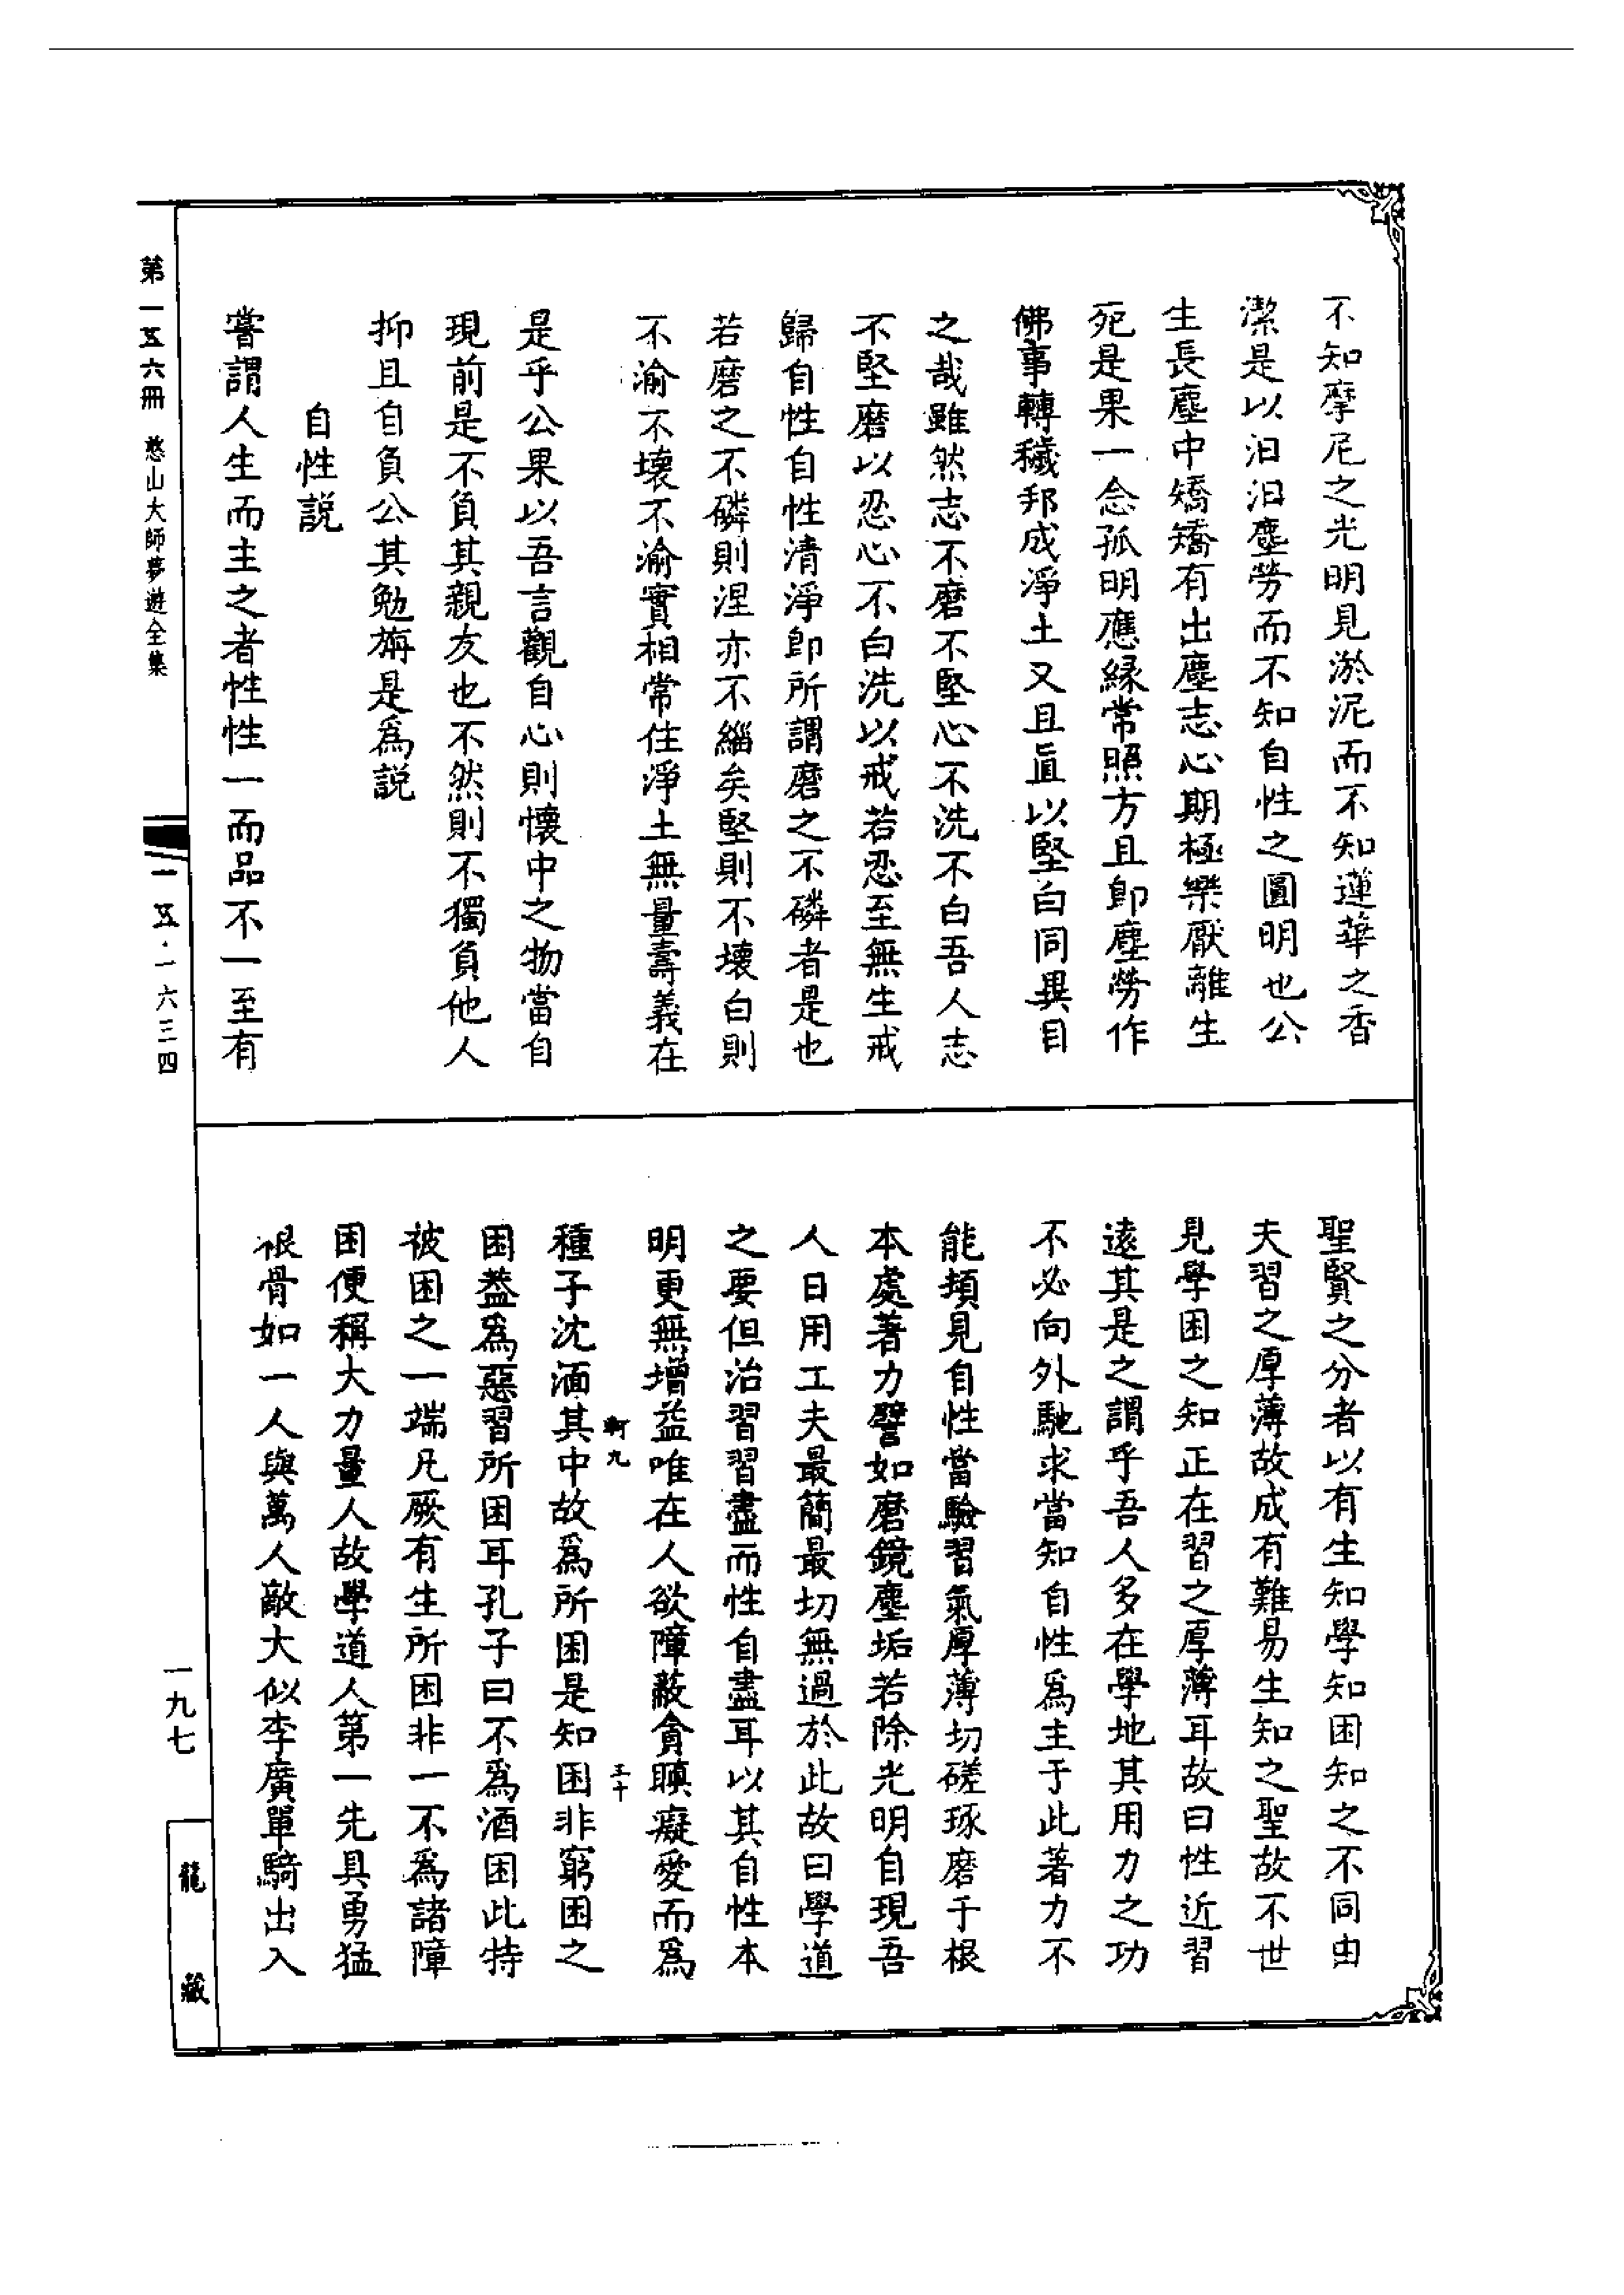 不知摩尼之光明見淤泥而不知蓮華之香
潔是以汩汩塵勞而不知自性之圓明也公
生長塵中矯矯有出塵志心期極樂厭離生
死是果一念孤明應縁常照方且即塵勞作
佛事轉穢邦成淨土又且直以堅白同異目
之哉雖然志不磨不堅心不洗不白吾人志
不堅磨以忍心不白洗以戒若忍至無生戒
歸自性自性清淨即所謂磨之不磷者是也
若磨之不磷則涅亦不緇矣堅則不壞白則
不渝不壞不渝實相常住淨土無量壽義在
是乎公果以吾言觀自心則懷中之物當自
現前是不負其親友也不然則不獨負他人
抑且自負公其勉旃是爲説
自性説
嘗謂人生而主之者性性一而品不一至有
聖賢之分者以有生知學知困知之不同由
夫習之厚薄故成有難易生知之聖故不世
見學困之知正在習之厚薄耳故曰性近習
遠其是之謂乎吾人多在學地其用力之功
不必向外馳求當知自性爲主于此著力不
能頓見自性當驗習氣厚薄切磋琢磨于根
本處著力譬如磨鏡塵垢若除光明自現吾
人日用工夫最簡最切無過於此故曰學道
之要但治習習盡而性自盡耳以其自性本
明更無增益唯在人欲障蔽貪瞋癡愛而爲
種子沈湎其中故爲所困是知困非窮困之
困葢爲惡習所困耳孔子曰不爲酒困此特
被困之一端凡厥有生所困非一不爲諸障
困便稱大力量人故學道人第一先具勇猛
根骨如一人與萬人敵大似李廣單騎出入
第一五六冊 憨山大師夢遊全集
一五·一六三四
一九七
龍藏